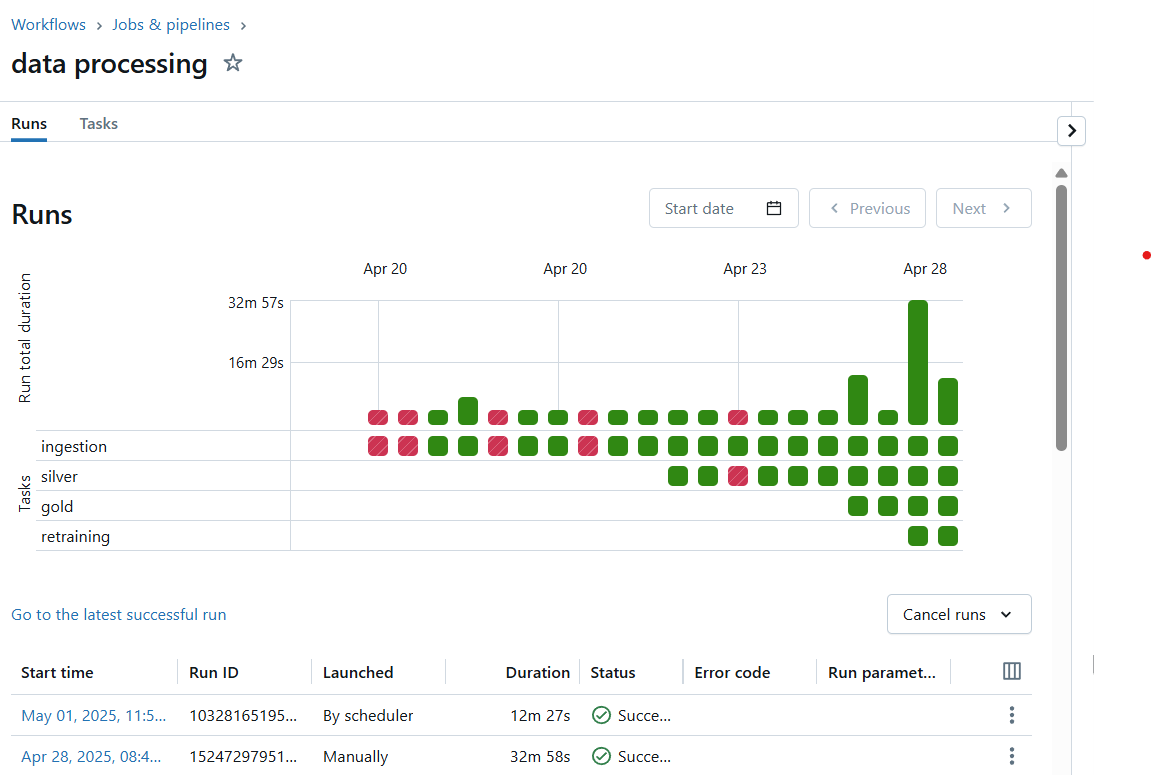 Workflows > Jobs & pipelines >
data processing
Runs Tasks
Runs
Start date Previous Next
Apr 20 Apr 20 Apr 23 Apr 28
Run total duration
32m 57s
16m 29s
Tasks
ingestion
silver
gold
retraining
Go to the latest successful run Cancel runs
Start time Run ID Launched Duration Status Error code Run paramet...
May 01, 2025, 11:5... 10328165195... By scheduler 12m 27s Succe...
Apr 28, 2025, 08:4... 15247297951... Manually 32m 58s Succe...